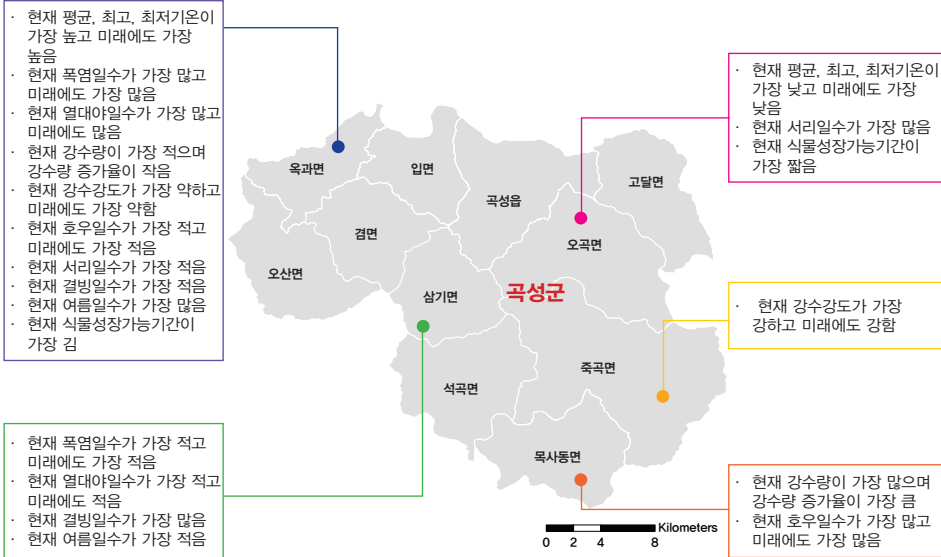 · 현재 평균, 최고, 최저기온이
가장 높고 미래에도 가장
높음
· 현재 폭염일수가 가장 많고
미래에도 가장 많음
· 현재 열대야일수가 가장 많고
미래에도 많음
· 현재 강수량이 가장 적으며
강수량 증가율이 작음
· 현재 강수강도가 가장 약하고
미래에도 가장 약함
· 현재 호우일수가 가장 적고
미래에도 가장 적음
· 현재 서리일수가 가장 적음
· 현재 결빙일수가 가장 적음
· 현재 여름일수가 가장 많음
· 현재 식물성장가능기간이
가장 김
· 현재 평균, 최고, 최저기온이
가장 낮고 미래에도 가장
낮음
· 현재 서리일수가 가장 많음
· 현재 식물성장가능기간이
가장 짧음
옥과면
입면
곡성읍
고달면
겸면
오곡면
오산면
삼기면
곡성군
석곡면
죽곡면
목사동면
· 현재 강수강도가 가장
강하고 미래에도 강함
· 현재 폭염일수가 가장 적고
미래에도 가장 적음
· 현재 열대야일수가 가장 적고
미래에도 적음
· 현재 결빙일수가 가장 많음
· 현재 여름일수가 가장 적음
· 현재 강수량이 가장 많으며
강수량 증가율이 가장 큼
· 현재 호우일수가 가장 많고
미래에도 가장 많음
Kilometers
0 2 4 8